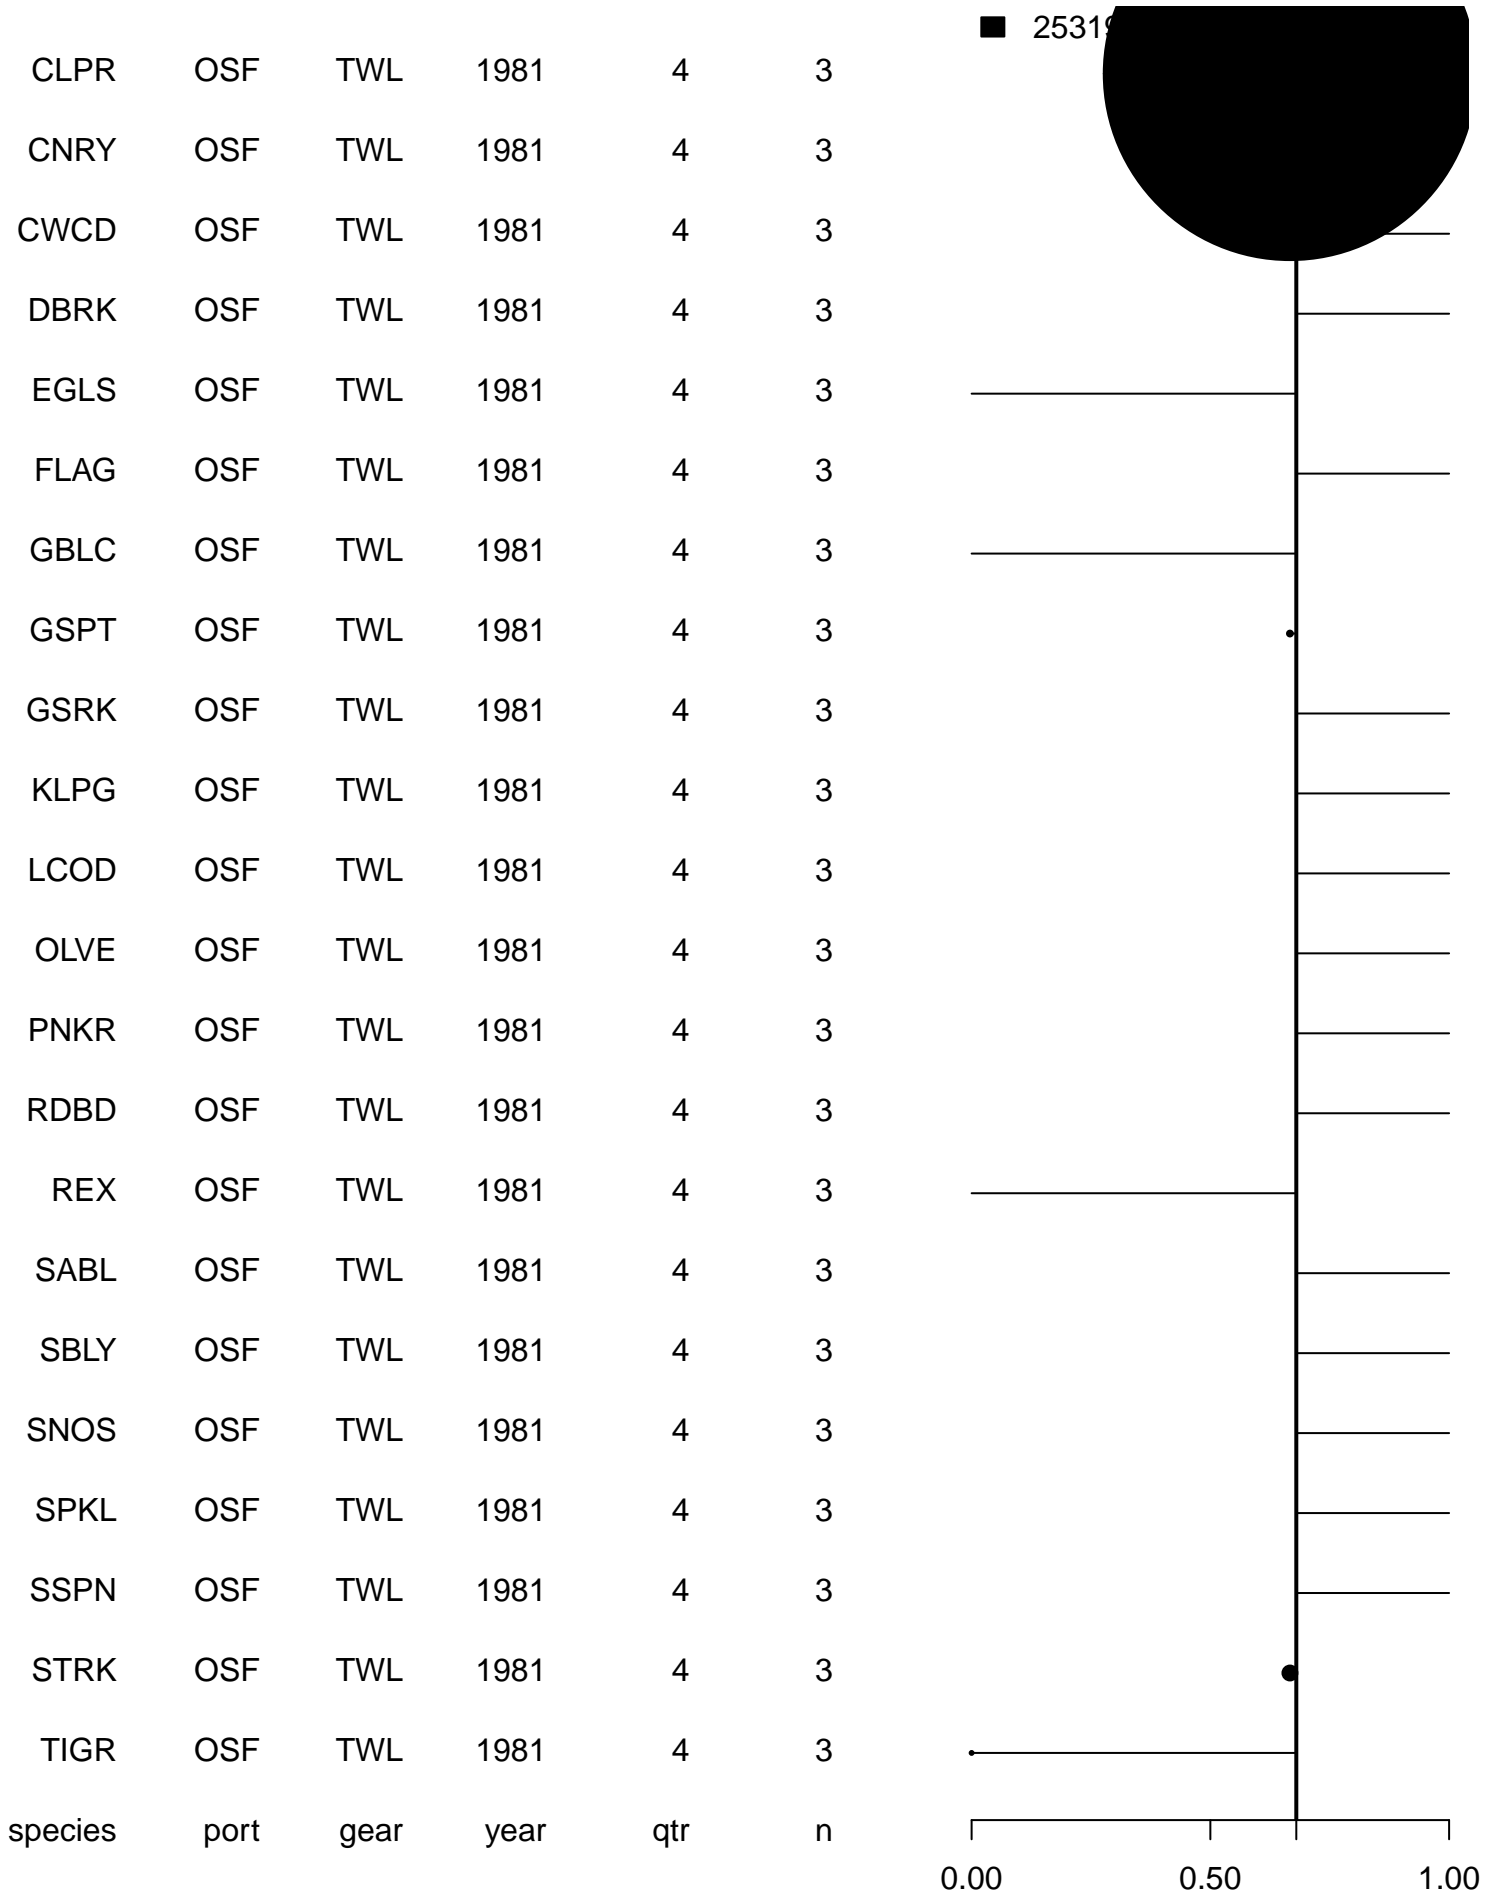 2531
CLPR OSF TWL 1981 4 3
CNRY OSF TWL 1981 4 3
CWCD OSF TWL 1981 4 3
DBRK OSF TWL 1981 4 3
EGLS OSF TWL 1981 4 3
FLAG OSF TWL 1981 4 3
GBLC OSF TWL 1981 4 3
GSPT OSF TWL 1981 4 3
GSRK OSF TWL 1981 4 3
KLPG OSF TWL 1981 4 3
LCOD OSF TWL 1981 4 3
OLVE OSF TWL 1981 4 3
PNKR OSF TWL 1981 4 3
RDBD OSF TWL 1981 4 3
REX OSF TWL 1981 4 3
SABL OSF TWL 1981 4 3
SBLY OSF TWL 1981 4 3
SNOS OSF TWL 1981 4 3
SPKL OSF TWL 1981 4 3
SSPN OSF TWL 1981 4 3
STRK OSF TWL 1981 4 3
TIGR OSF TWL 1981 4 3
species port gear year qtr n
0.00 0.50 1.00